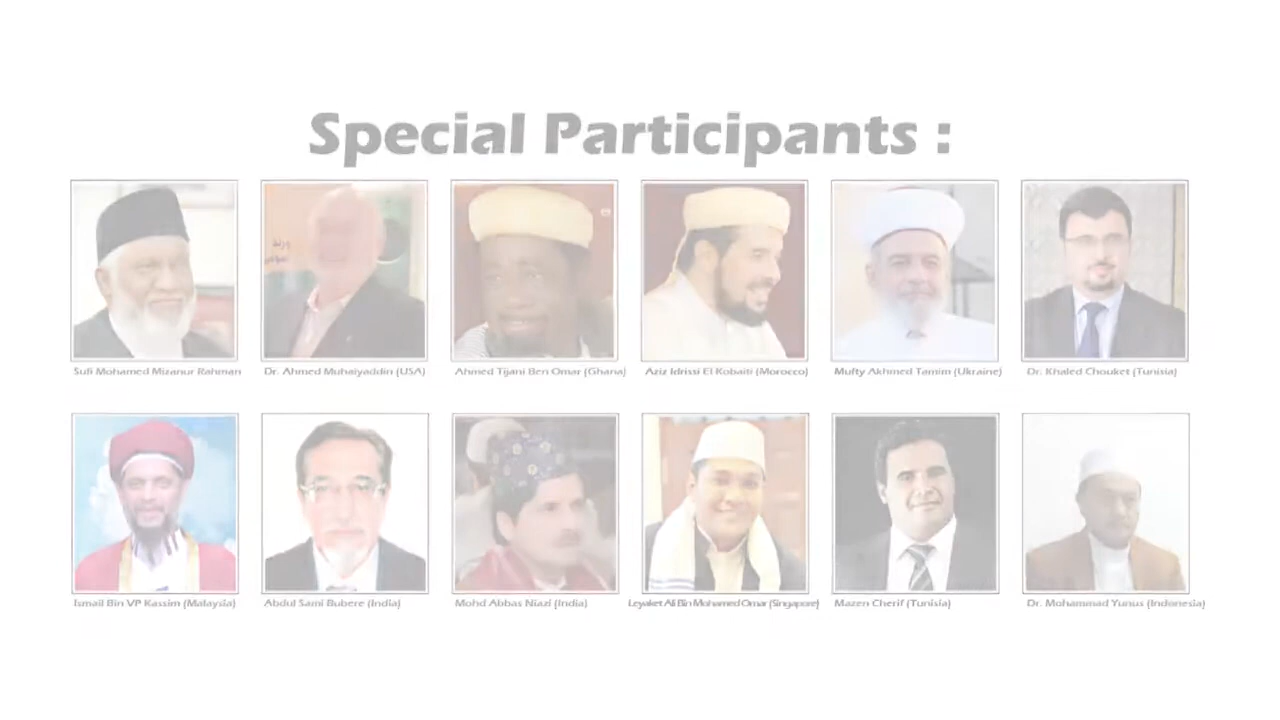 Special Participants :
Sufi Mohamed Mizanur Rahman
Dr. Ahmed Muhaiyaddin (USA)
Ahmed Tijani Ben Omar (Ghana)
Aziz Idrissi El Kobaiti (Morocco)
Mufty Akhmed Tamim (Ukraine)
Dr. Khaled Chouket (Tunisia)
Ismail Bin VP Kassim (Malaysia)
Abdul Sami Bubere (India)
Mohd Abbas Niazi (India)
Leyaket Ali Bin Mohamed Omar (Singapore)
Mazen Cherif (Tunisia)
Dr. Mohammad Yunus (Indonesia)